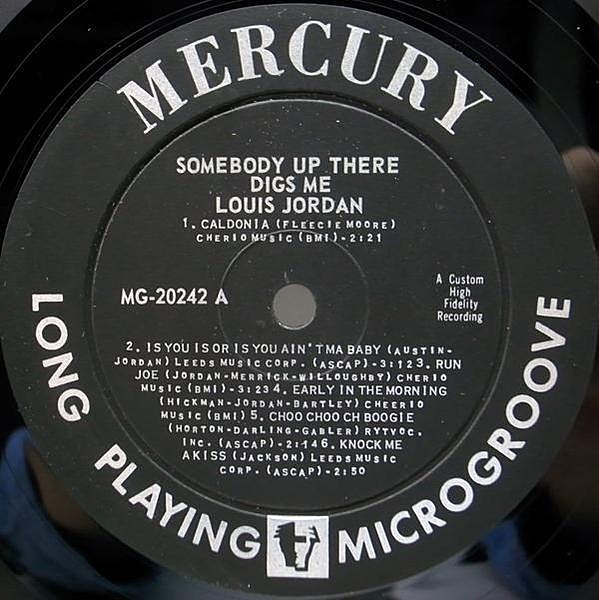 MERCURY
SOMEBODY UP THERE
DIGS ME
LOUIS JORDAN
1. CALDONIA (FLEECIE MOORE)
CHERIO MUSIC (BMI) - 2:21
MG-20242 A
A Custom
High
Fidelity
Recording
2. IS YOU IS OR IS YOU AIN' T MA BABY (AUSTIN-
JORDAN) LEEDS MUSIC CORP. (ASCAP) - 3:12 3. RUN
JOE (JORDAN-MERRICK-WILLOUGHBY) CHERIO
MUSIC (BMI) - 3:23 4. EARLY IN THE MORNING
(HICKMAN-JORDAN-BARTLEY) CHEERIO
MUSIC (BMI) 5. CHOO CHOO CH BOOGIE
(HORTON-DARLING-GABLER) RYTVOC.
INC. (ASCAP) - 2:14 6. KNOCK ME
A KISS (JACKSON) LEEDS MUSIC
CORP. (ASCAP) - 2:50
LONG PLAYING MICROGROOVE